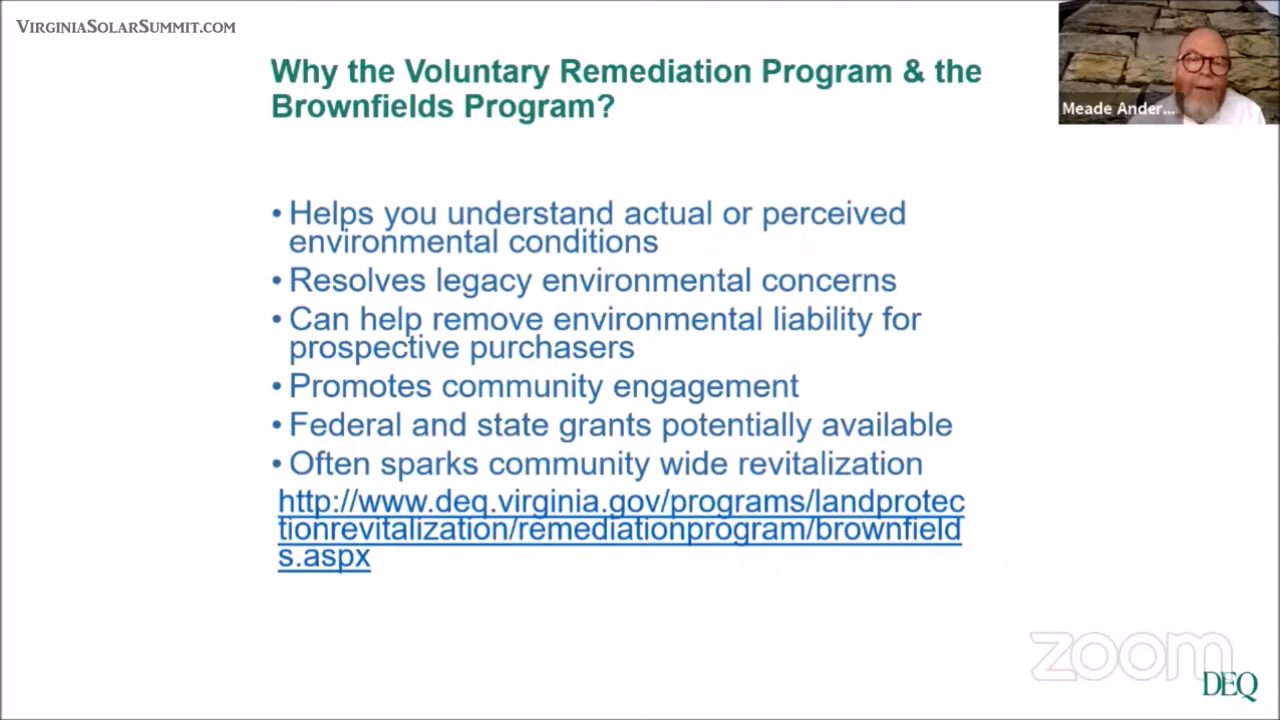 VirginiaSolarSummit.com
Why the Voluntary Remediation Program & the
Brownfields Program?
Meade Ander...
• Helps you understand actual or perceived
environmental conditions
• Resolves legacy environmental concerns
• Can help remove environmental liability for
prospective purchasers
• Promotes community engagement
• Federal and state grants potentially available
• Often sparks community wide revitalization
http://www.deq.virginia.gov/programs/landprotec
tionrevitalization/remediationprogram/brownfield
s.aspx
zoom
DEQ